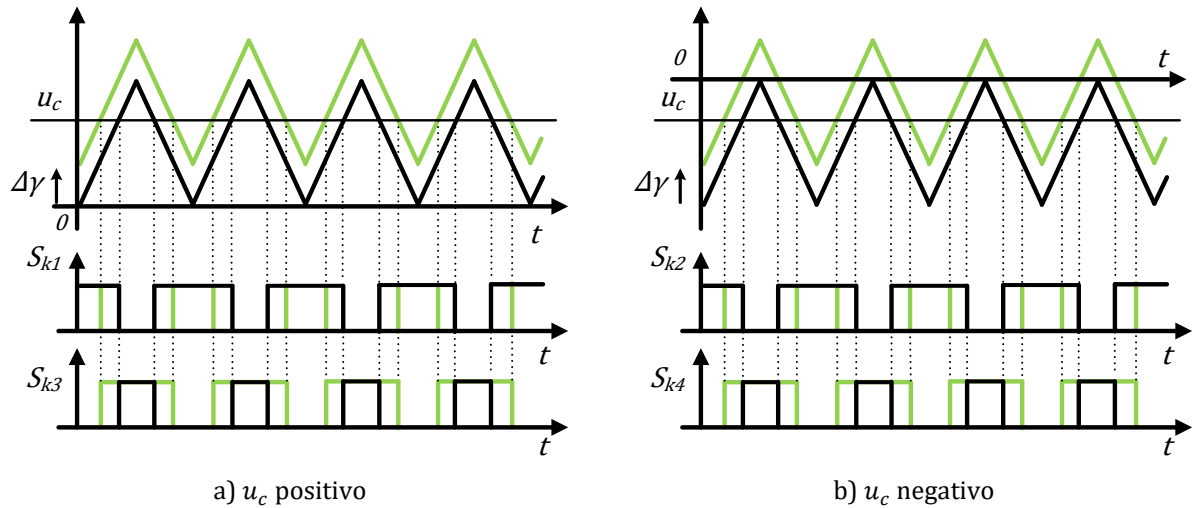 u_c
Δγ
0
t
S_k1
t
S_k3
t
a) u_c positivo
0
t
u_c
Δγ
S_k2
t
S_k4
t
b) u_c negativo